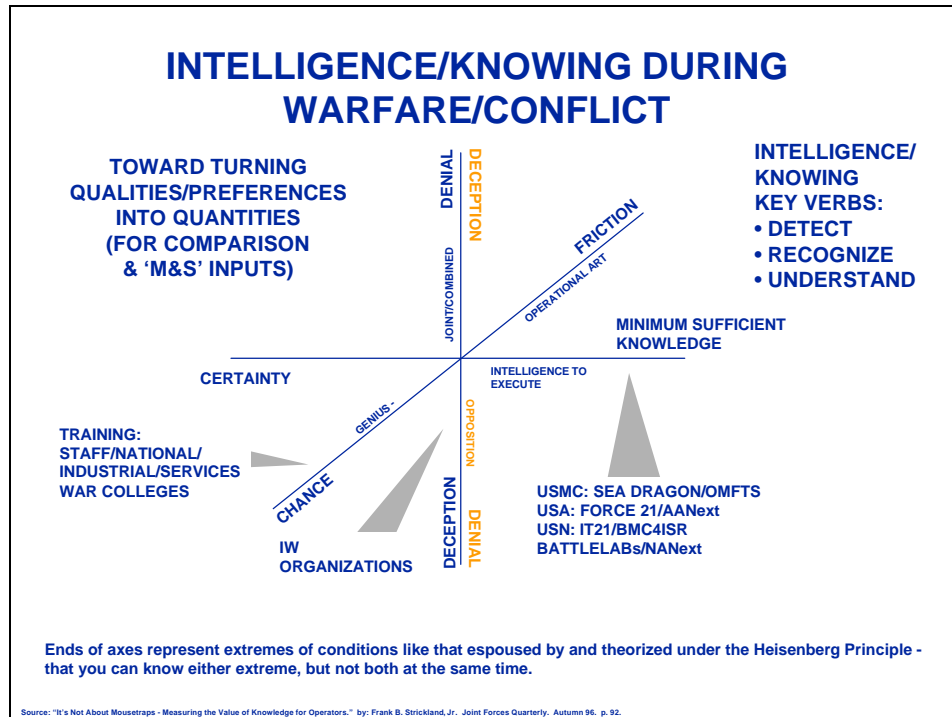 INTELLIGENCE/KNOWING DURING
WARFARE/CONFLICT
TOWARD TURNING
QUALITIES/PREFERENCES
INTO QUANTITIES
(FOR COMPARISON
& ‘M&S’ INPUTS)
DENIAL
DECEPTION
JOINT/COMBINED
FRICTION
OPERATIONAL ART
INTELLIGENCE/
KNOWING
KEY VERBS:
• DETECT
• RECOGNIZE
• UNDERSTAND
MINIMUM SUFFICIENT
KNOWLEDGE
CERTAINTY
INTELLIGENCE TO
EXECUTE
GENIUS -
CHANCE
OPPOSITION
DECEPTION
DENIAL
TRAINING:
STAFF/NATIONAL/
INDUSTRIAL/SERVICES
WAR COLLEGES
IW
ORGANIZATIONS
USMC: SEA DRAGON/OMFTS
USA: FORCE 21/AANext
USN: IT21/BMC4ISR
BATTLELABs/NANext
Ends of axes represent extremes of conditions like that espoused by and theorized under the Heisenberg Principle -
that you can know either extreme, but not both at the same time.
Source: “It’s Not About Mousetraps - Measuring the Value of Knowledge for Operators.” by: Frank B. Strickland, Jr. Joint Forces Quarterly. Autumn 96. p. 92.